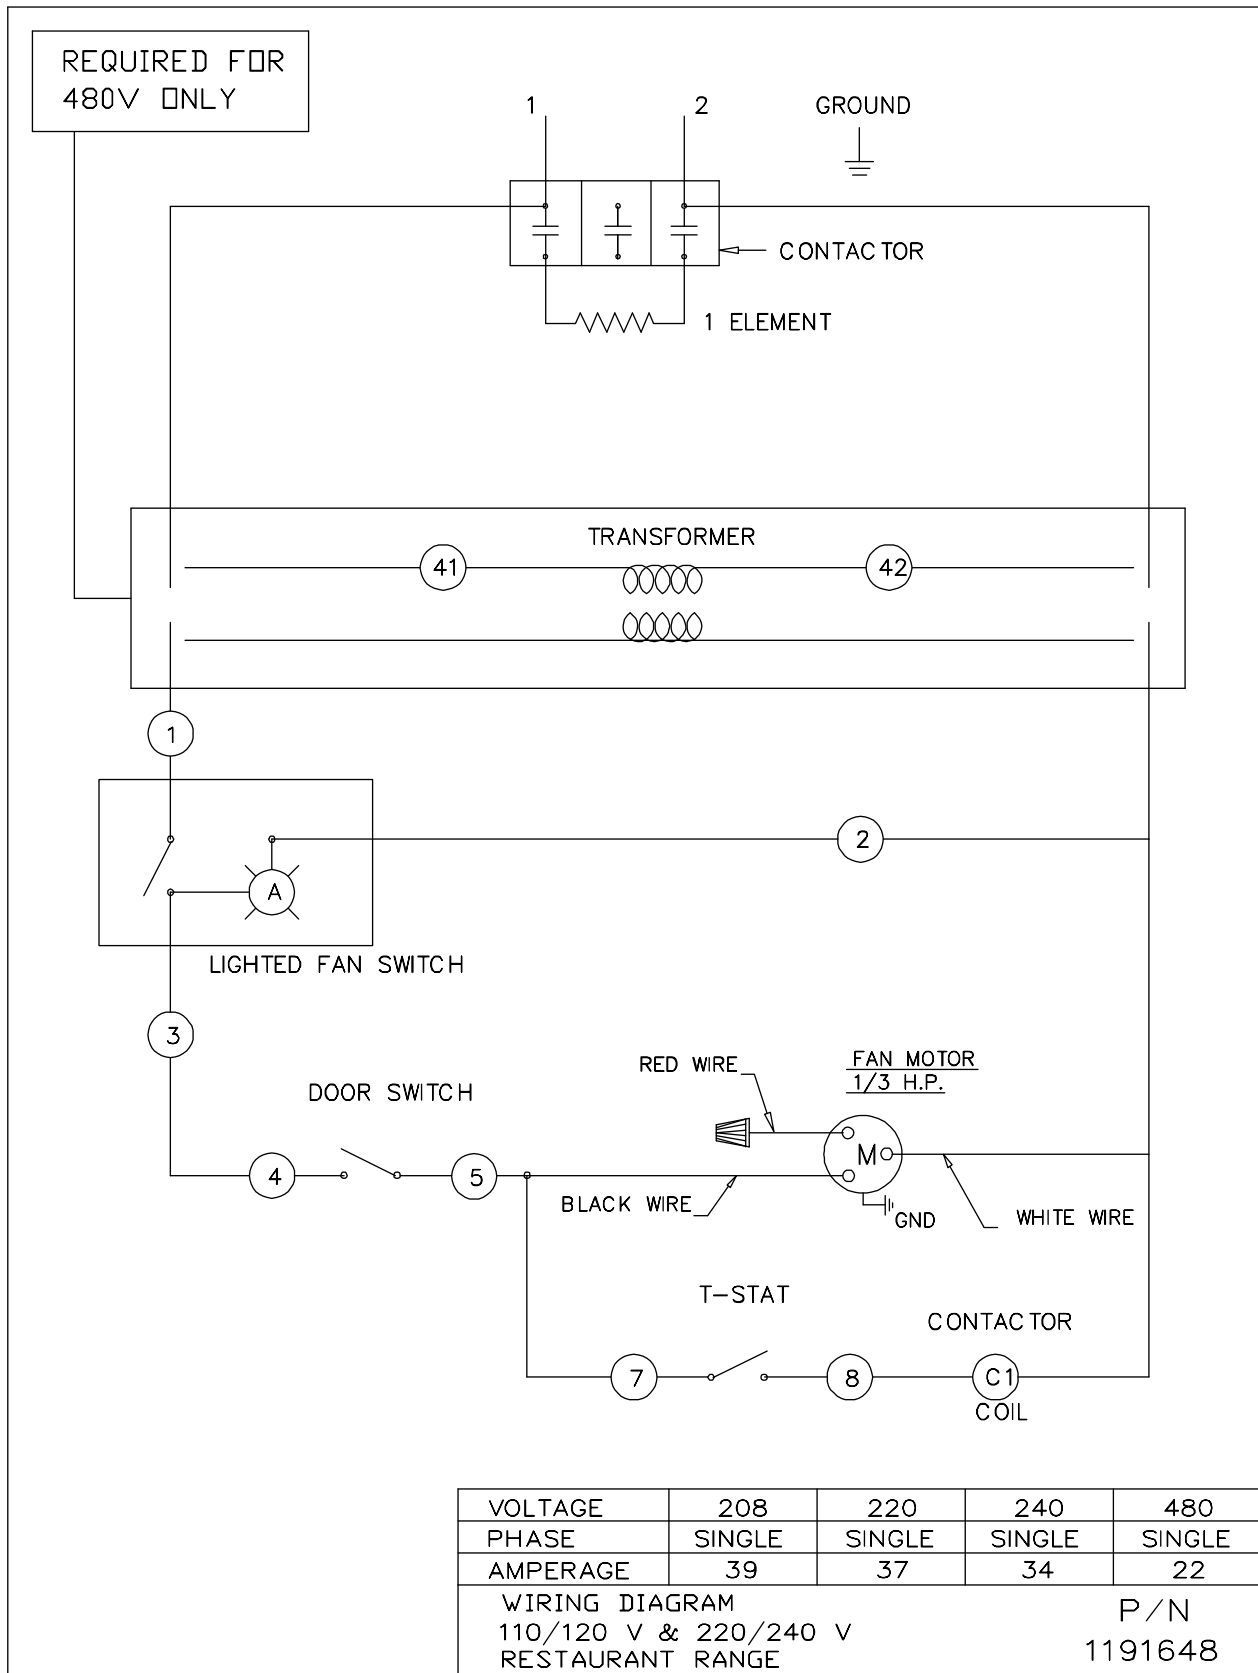 REQUIRED FOR
480V ONLY
1
2
GROUND
CONTACTOR
1 ELEMENT
TRANSFORMER
41
42
1
2
A
LIGHTED FAN SWITCH
3
RED WIRE
FAN MOTOR
1/3 H.P.
DOOR SWITCH
M
4
5
BLACK WIRE
GND
WHITE WIRE
T-STAT
CONTACTOR
7
8
C1
COIL
VOLTAGE 208 220 240 480
PHASE SINGLE SINGLE SINGLE SINGLE
AMPERAGE 39 37 34 22
WIRING DIAGRAM
110/120 V & 220/240 V
RESTAURANT RANGE
P/N
1191648